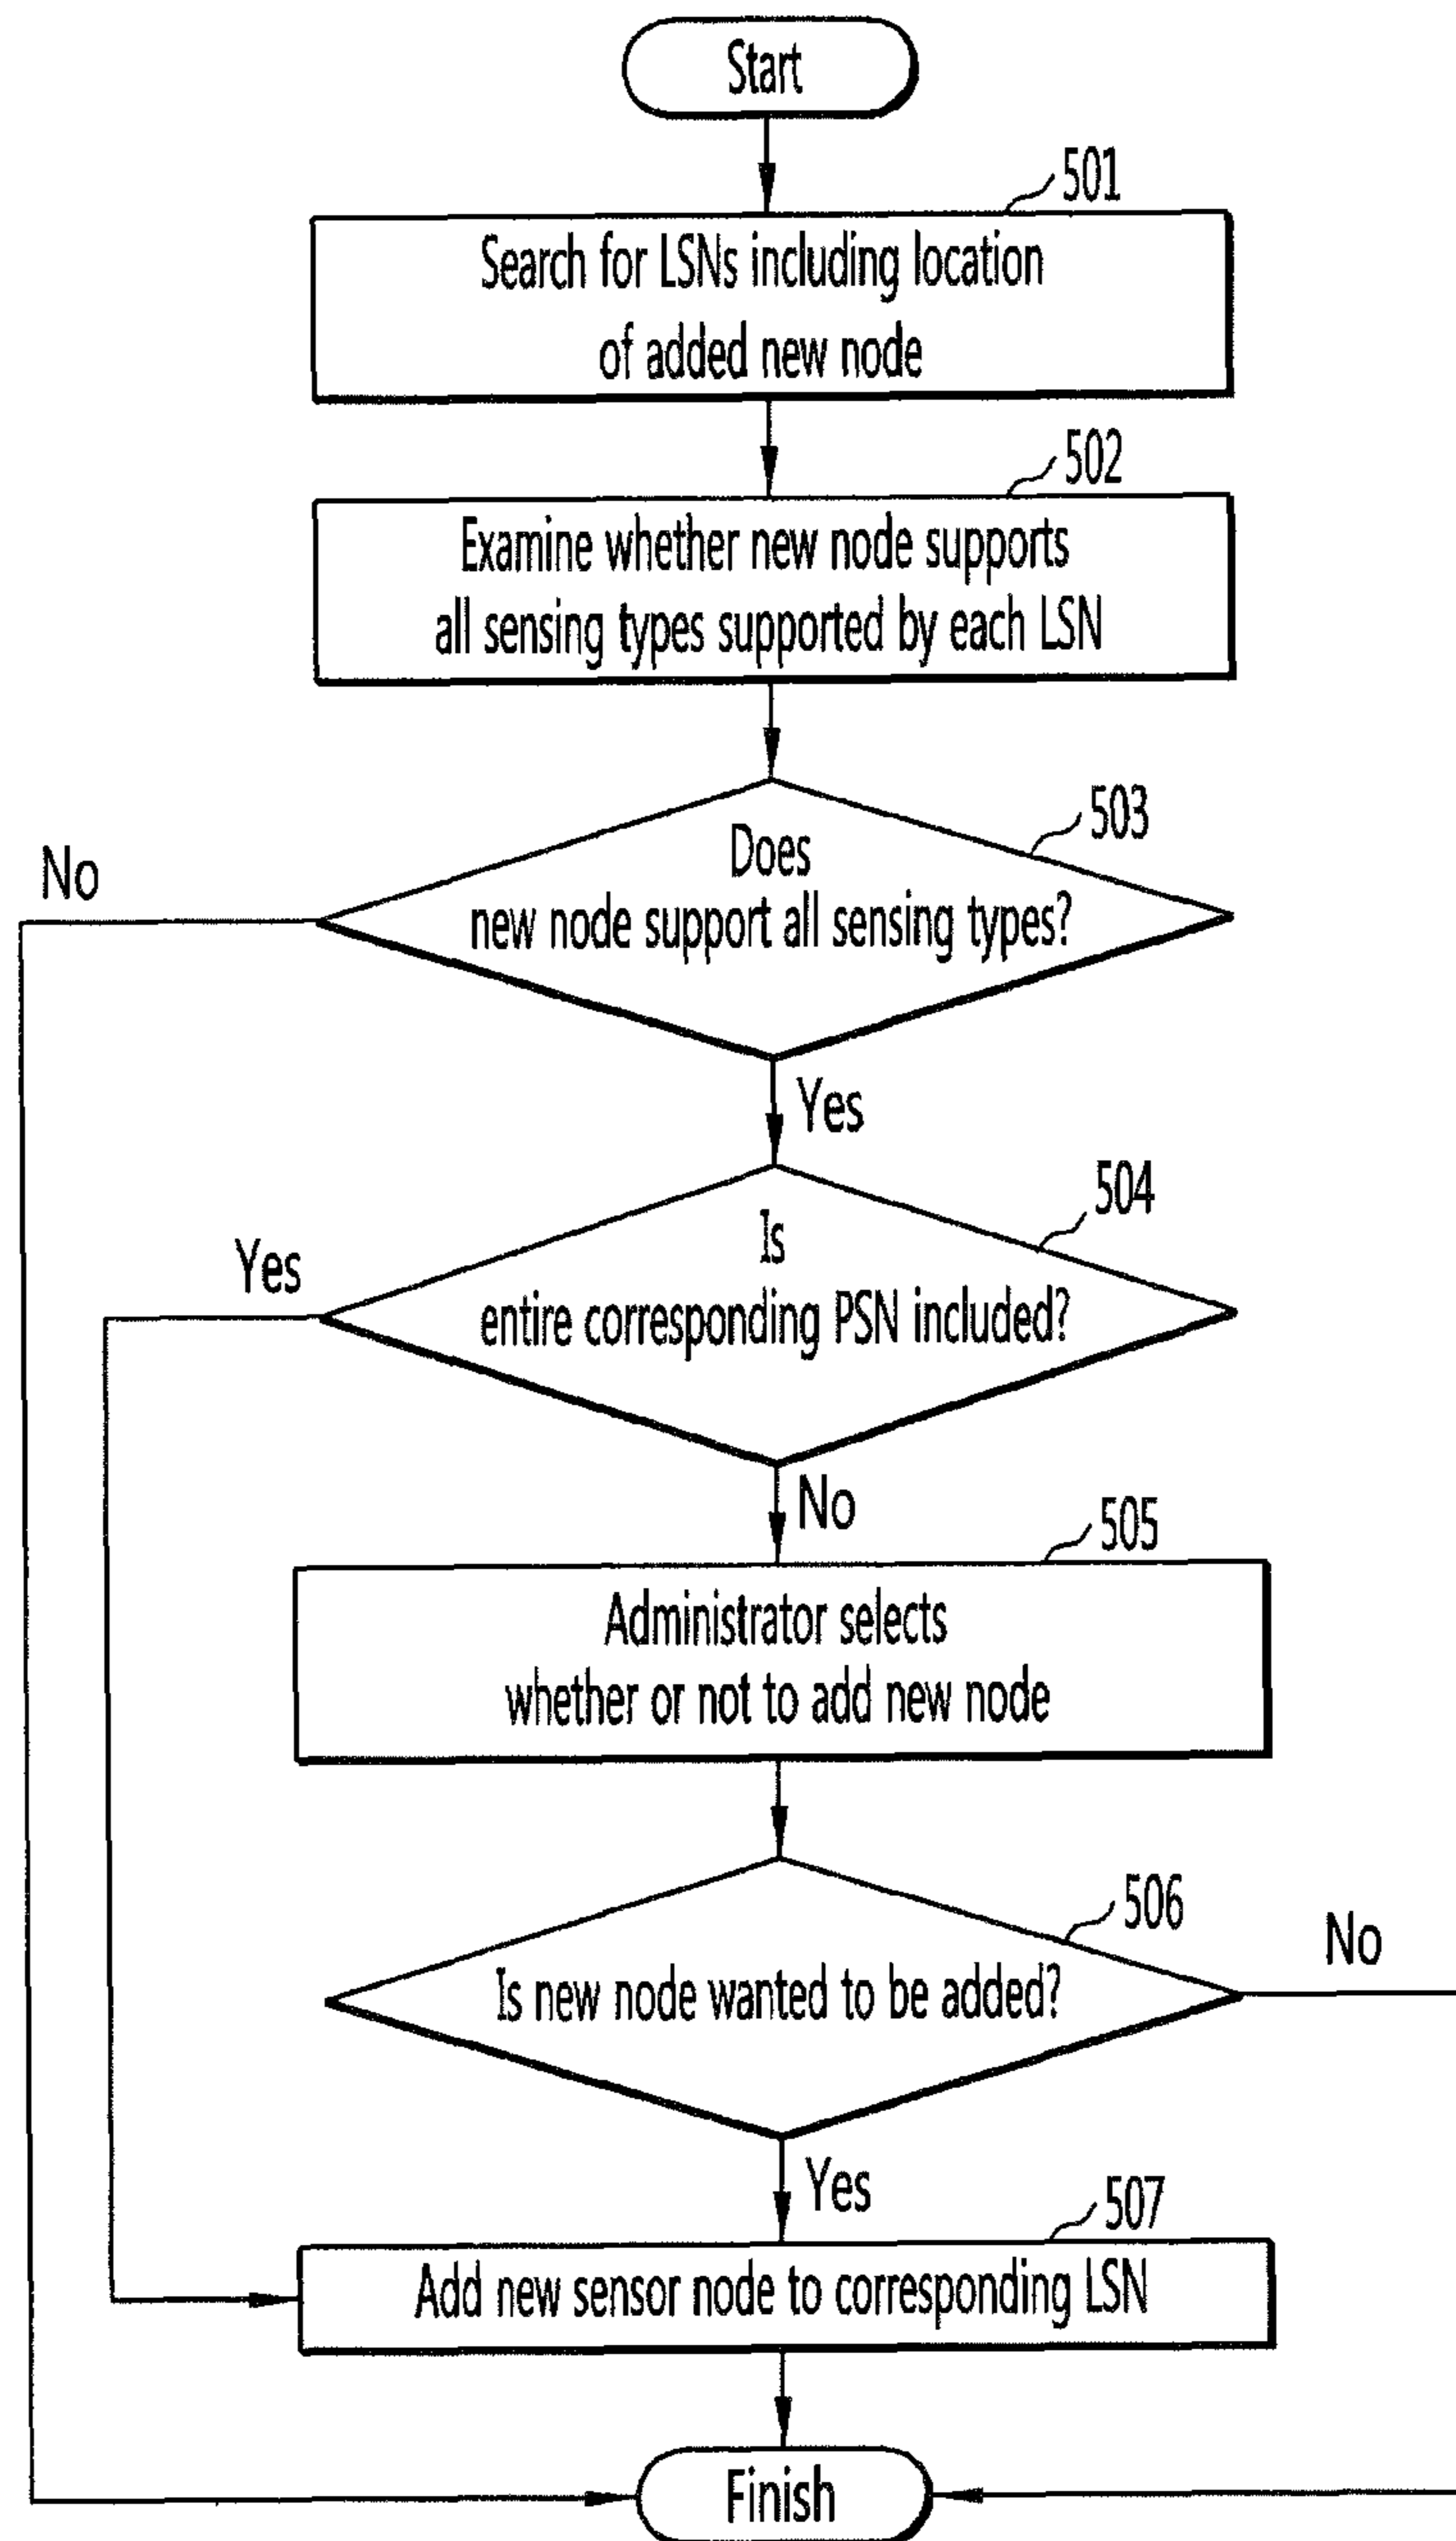 Start
501
Search for LSNs including location
of added new node
502
Examine whether new node supports
all sensing types supported by each LSN
503
No
Does
new node support all sensing types?
Yes
504
Yes
Is
entire corresponding PSN included?
No
505
Administrator selects
whether or not to add new node
506
No
Is new node wanted to be added?
Yes
507
Add new sensor node to corresponding LSN
Finish